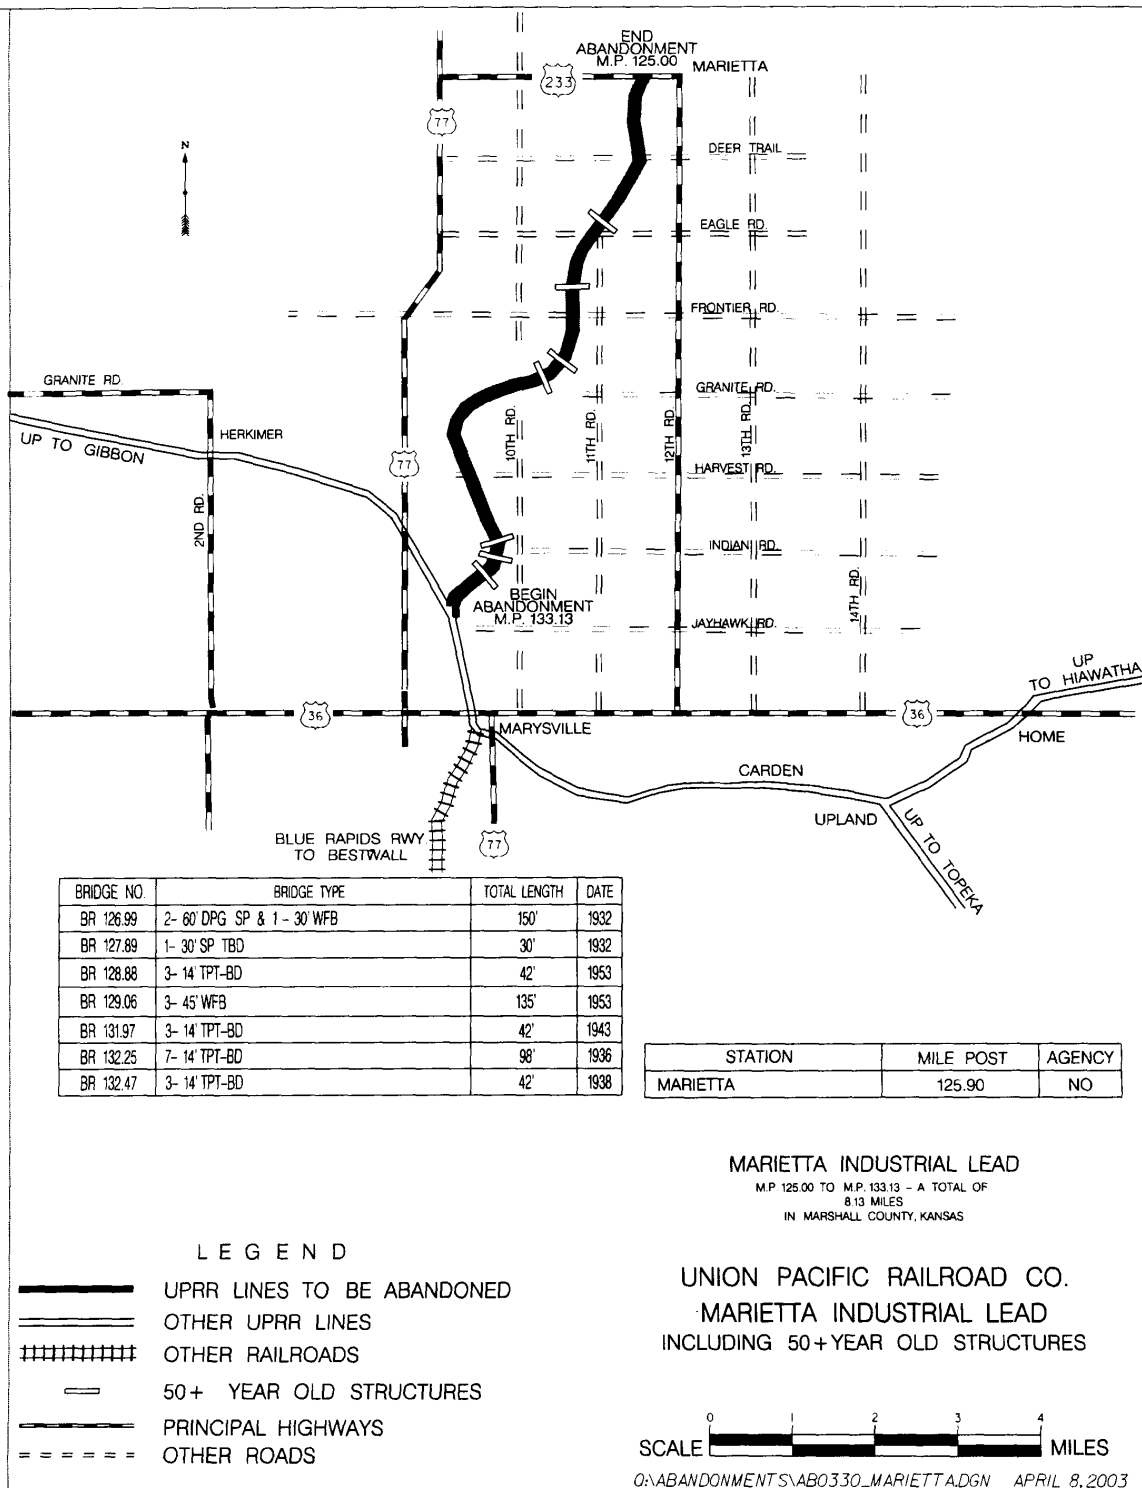 END
ABANDONMENT
M.P. 125.00
MARIETTA
233
77
N
DEER TRAIL
EAGLE RD.
FRONTIER RD.
GRANITE RD.
GRANITE RD.
HERKIMER
UP TO GIBBON
77
10TH RD.
11TH RD.
12TH RD.
13TH RD.
HARVEST RD.
2ND RD.
INDIAN RD.
14TH RD.
BEGIN
ABANDONMENT
M.P. 133.13
JAYHAWK RD.
UP
TO HIAWATHA
36
36
MARYSVILLE
HOME
CARDEN
UPLAND
UP TO TOPEKA
BLUE RAPIDS RWY.
TO BESTWALL
77
BRIDGE NO. BRIDGE TYPE TOTAL LENGTH DATE
BR 126.99 2- 60' DPG SP & 1 - 30' WFB 150' 1932
BR 127.89 1- 30' SP TBD 30' 1932
BR 128.88 3- 14' TPT-BD 42' 1953
BR 129.06 3- 45' WFB 135' 1953
BR 131.97 3- 14' TPT-BD 42' 1943
BR 132.25 7- 14' TPT-BD 98' 1936
BR 132.47 3- 14' TPT-BD 42' 1938
STATION MILE POST AGENCY
MARIETTA 125.90 NO
MARIETTA INDUSTRIAL LEAD
M.P. 125.00 TO M.P. 133.13 - A TOTAL OF
8.13 MILES
IN MARSHALL COUNTY, KANSAS
LEGEND
UPRR LINES TO BE ABANDONED
OTHER UPRR LINES
OTHER RAILROADS
50+ YEAR OLD STRUCTURES
PRINCIPAL HIGHWAYS
OTHER ROADS
UNION PACIFIC RAILROAD CO.
MARIETTA INDUSTRIAL LEAD
INCLUDING 50+ YEAR OLD STRUCTURES
0 1 2 3 4
SCALE MILES
O:\ABANDONMENTS\AB0330_MARIETTA.DGN APRIL 8, 2003